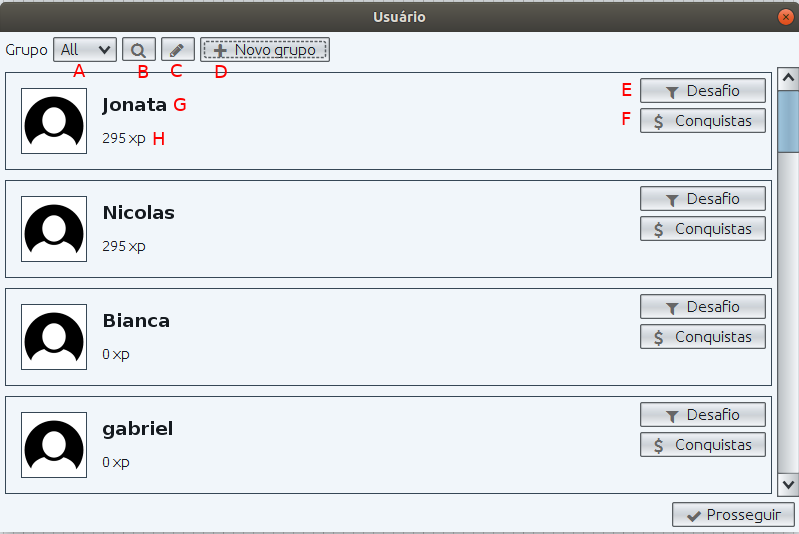 Usuário
Grupo All Novo grupo
A B C D
Jonata G
295 xp H
E Desafio
F Conquistas
Nicolas
295 xp
Desafio
Conquistas
Bianca
0 xp
Desafio
Conquistas
gabriel
0 xp
Desafio
Conquistas
Prosseguir